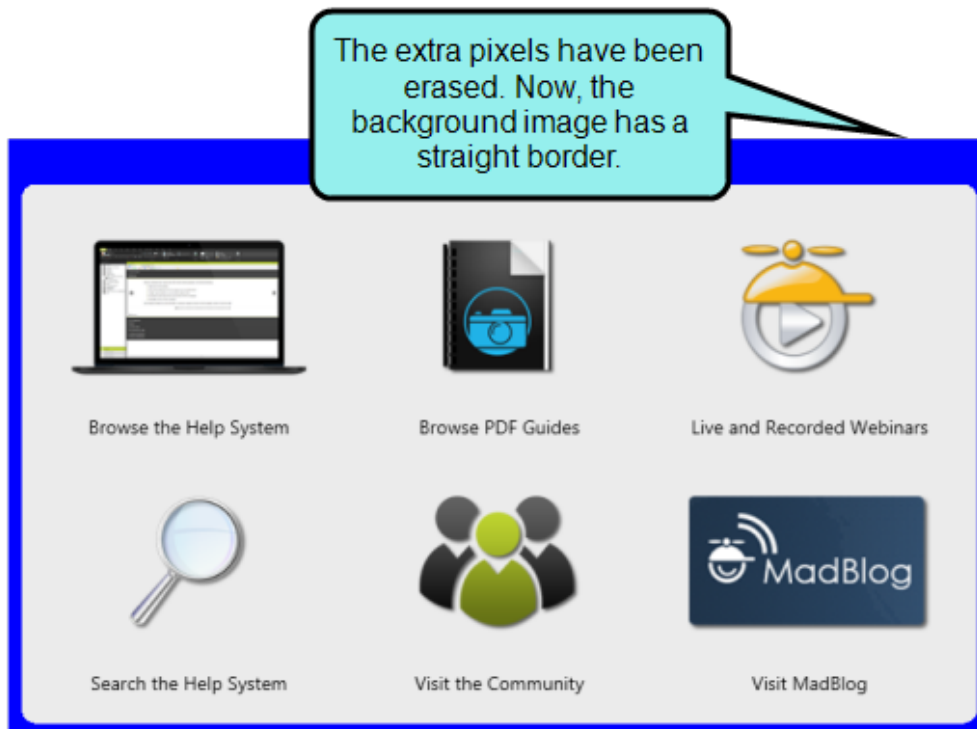 The extra pixels have been
erased. Now, the
background image has a
straight border.
Browse the Help System
Browse PDF Guides
Live and Recorded Webinars
MadBlog
Search the Help System
Visit the Community
Visit MadBlog